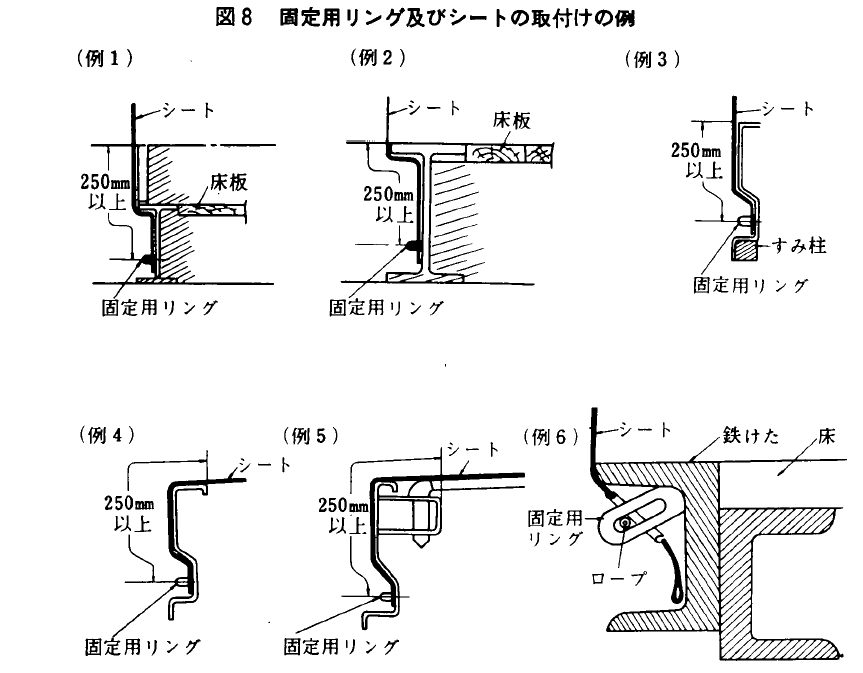 図8 固定用リング及びシートの取付けの例
(例1)
シート
250mm
以上
床板
固定用リング
(例2)
シート
床板
250mm
以上
固定用リング
(例3)
シート
250mm
以上
すみ柱
固定用リング
(例4)
シート
250mm
以上
固定用リング
(例5)
シート
250mm
以上
固定用リング
(例6)
シート
鉄けた
床
固定用
リング
ロープ